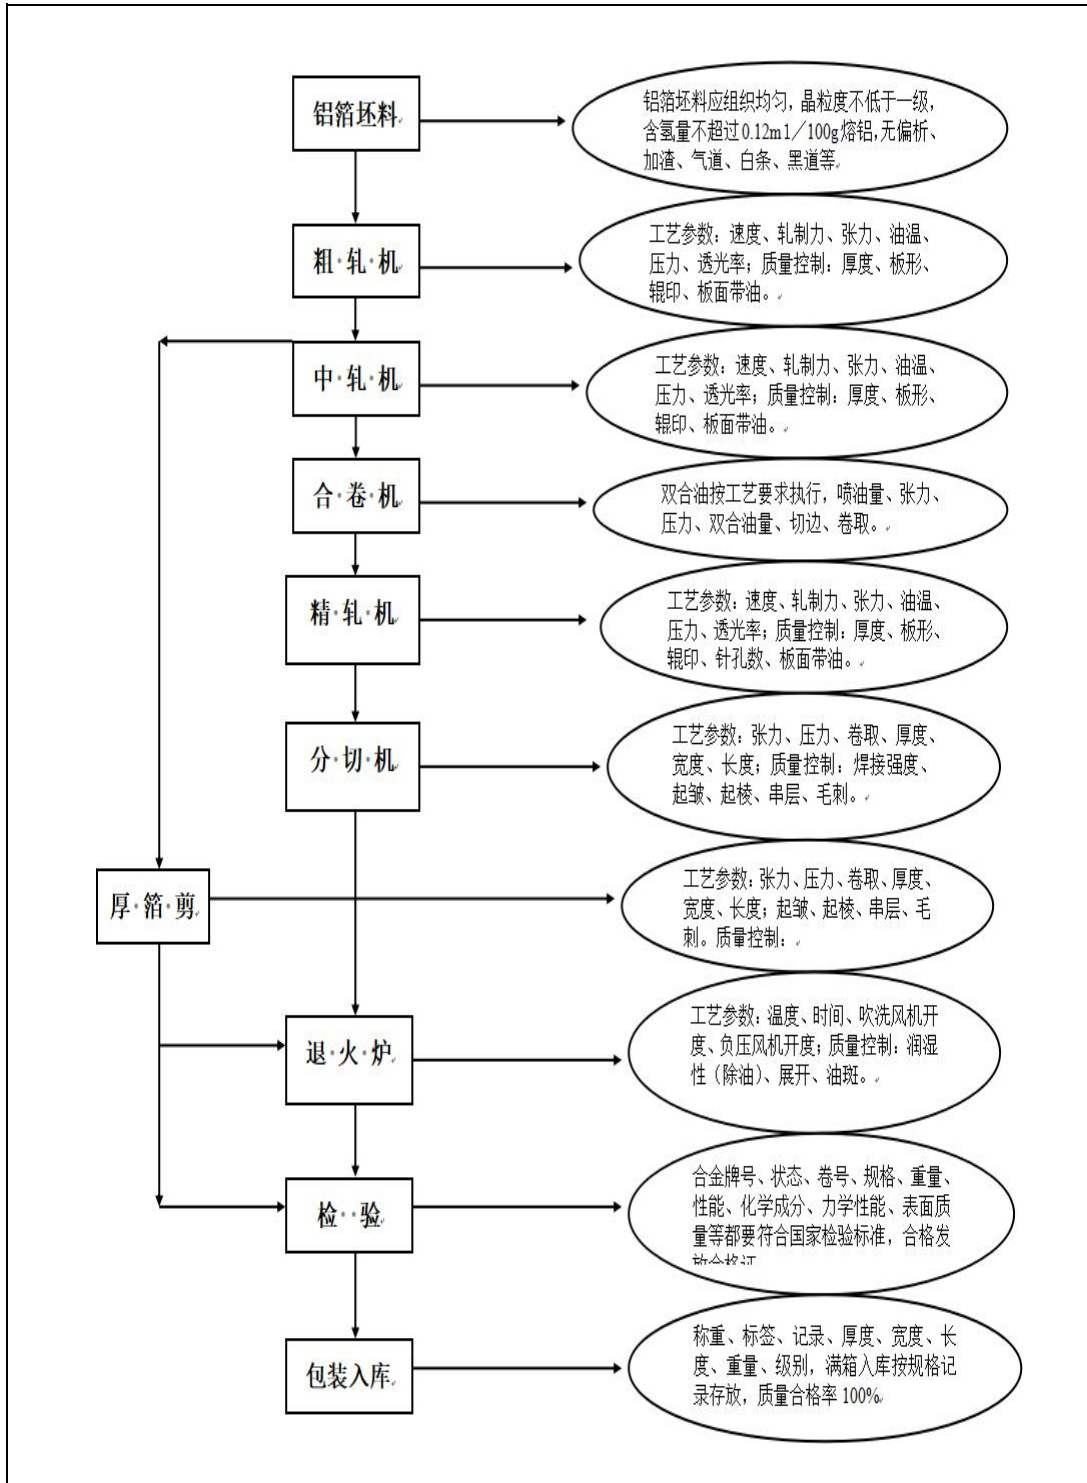 铝箔坯料
铝箔坯料应组织均匀，晶粒度不低于一级，
含氢量不超过0.12ml／100g熔铝,无偏析、
加渣、气道、白条、黑道等
粗轧机
工艺参数：速度、轧制力、张力、油温、
压力、透光率；质量控制：厚度、板形、
辊印、板面带油。
中轧机
工艺参数：速度、轧制力、张力、油温、
压力、透光率；质量控制：厚度、板形、
辊印、板面带油。
合卷机
双合油按工艺要求执行，喷油量、张力、
压力、双合油量、切边、卷取。
精轧机
工艺参数：速度、轧制力、张力、油温、
压力、透光率；质量控制：厚度、板形、
辊印、针孔数、板面带油。
分切机
工艺参数：张力、压力、卷取、厚度、
宽度、长度；质量控制：焊接强度、
起皱、起棱、串层、毛刺。
厚箔剪
工艺参数：张力、压力、卷取、厚度、
宽度、长度；起皱、起棱、串层、毛
刺。质量控制：
退火炉
工艺参数：温度、时间、吹洗风机开
度、负压风机开度；质量控制：润湿
性（除油）、展开、油斑。
检验
合金牌号、状态、卷号、规格、重量、
性能、化学成分、力学性能、表面质
量等都要符合国家检验标准，合格发
放合格证
包装入库
称重、标签、记录、厚度、宽度、长
度、重量、级别，满箱入库按规格记
录存放，质量合格率100%